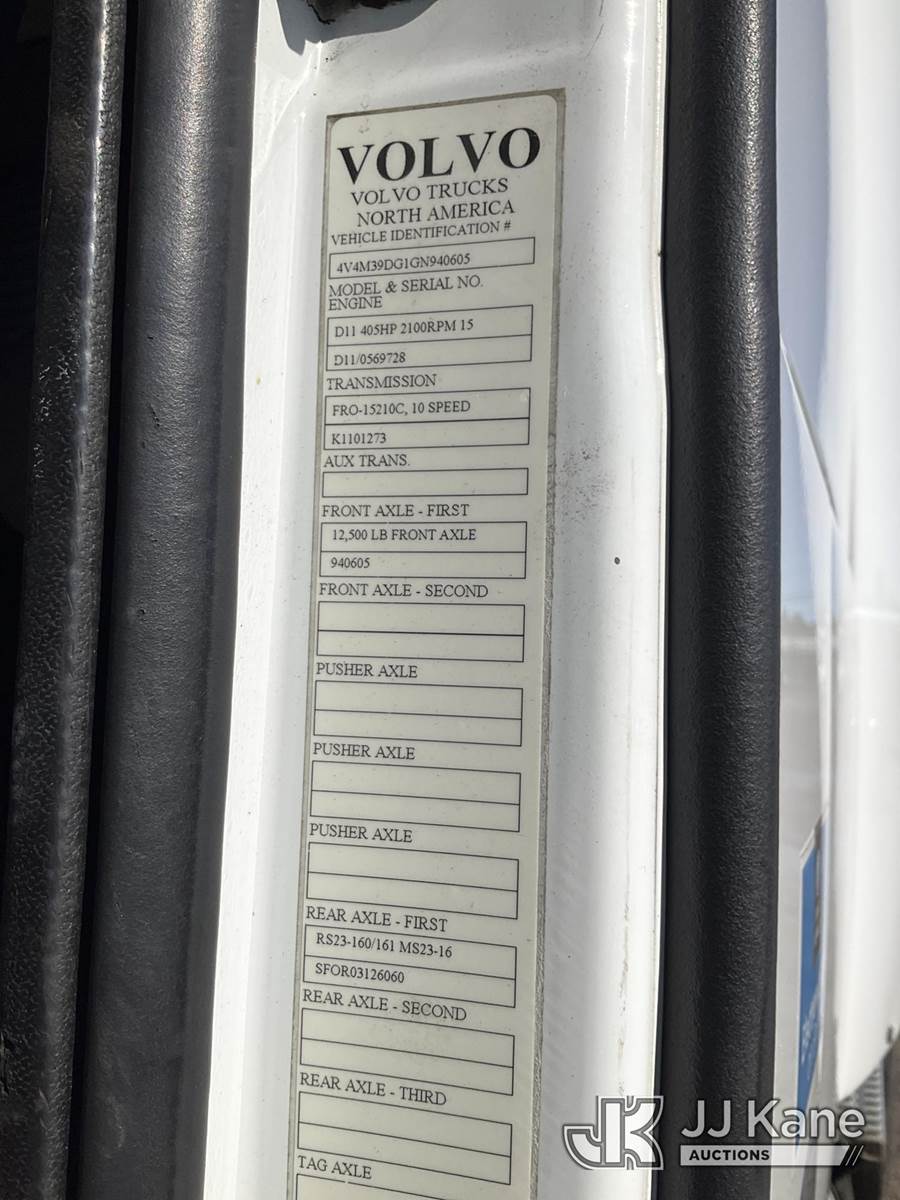 VOLVO
VOLVO TRUCKS
NORTH AMERICA
VEHICLE IDENTIFICATION #
4V4M39DG1GN940605
MODEL & SERIAL NO.
ENGINE
D11 405HP 2100RPM 15
D11/0569728
TRANSMISSION
FRO-15210C, 10 SPEED
K1101273
AUX TRANS.
FRONT AXLE - FIRST
12,500 LB FRONT AXLE
940605
FRONT AXLE - SECOND
PUSHER AXLE
PUSHER AXLE
PUSHER AXLE
REAR AXLE - FIRST
RS23-160/161 MS23-16
SFOR03126060
REAR AXLE - SECOND
REAR AXLE - THIRD
TAG AXLE
JK JJ Kane
AUCTIONS